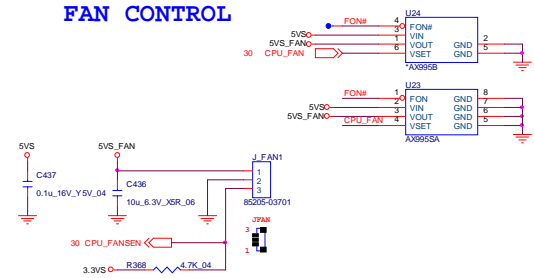 FAN CONTROL
U24
FON# 4 FON#
5VS 3 VIN
5VS_FAN 1 VOUT GND 2
30 CPU_FAN 6 VSET GND 5
*AX995B
U23
FON# 1 FON GND 8
5VS 2 VIN GND 7
5VS_FAN 3 VOUT GND 6
CPU_FAN 4 VSET GND 5
AX995SA
5VS 5VS_FAN
J_FAN1
C437 1
0.1u_16V_Y5V_04 2
C436 3
10u_6.3V_X5R_06 85205-03701
JFAN
3
30 CPU_FANSEN 1
3.3VS R368 4.7K_04